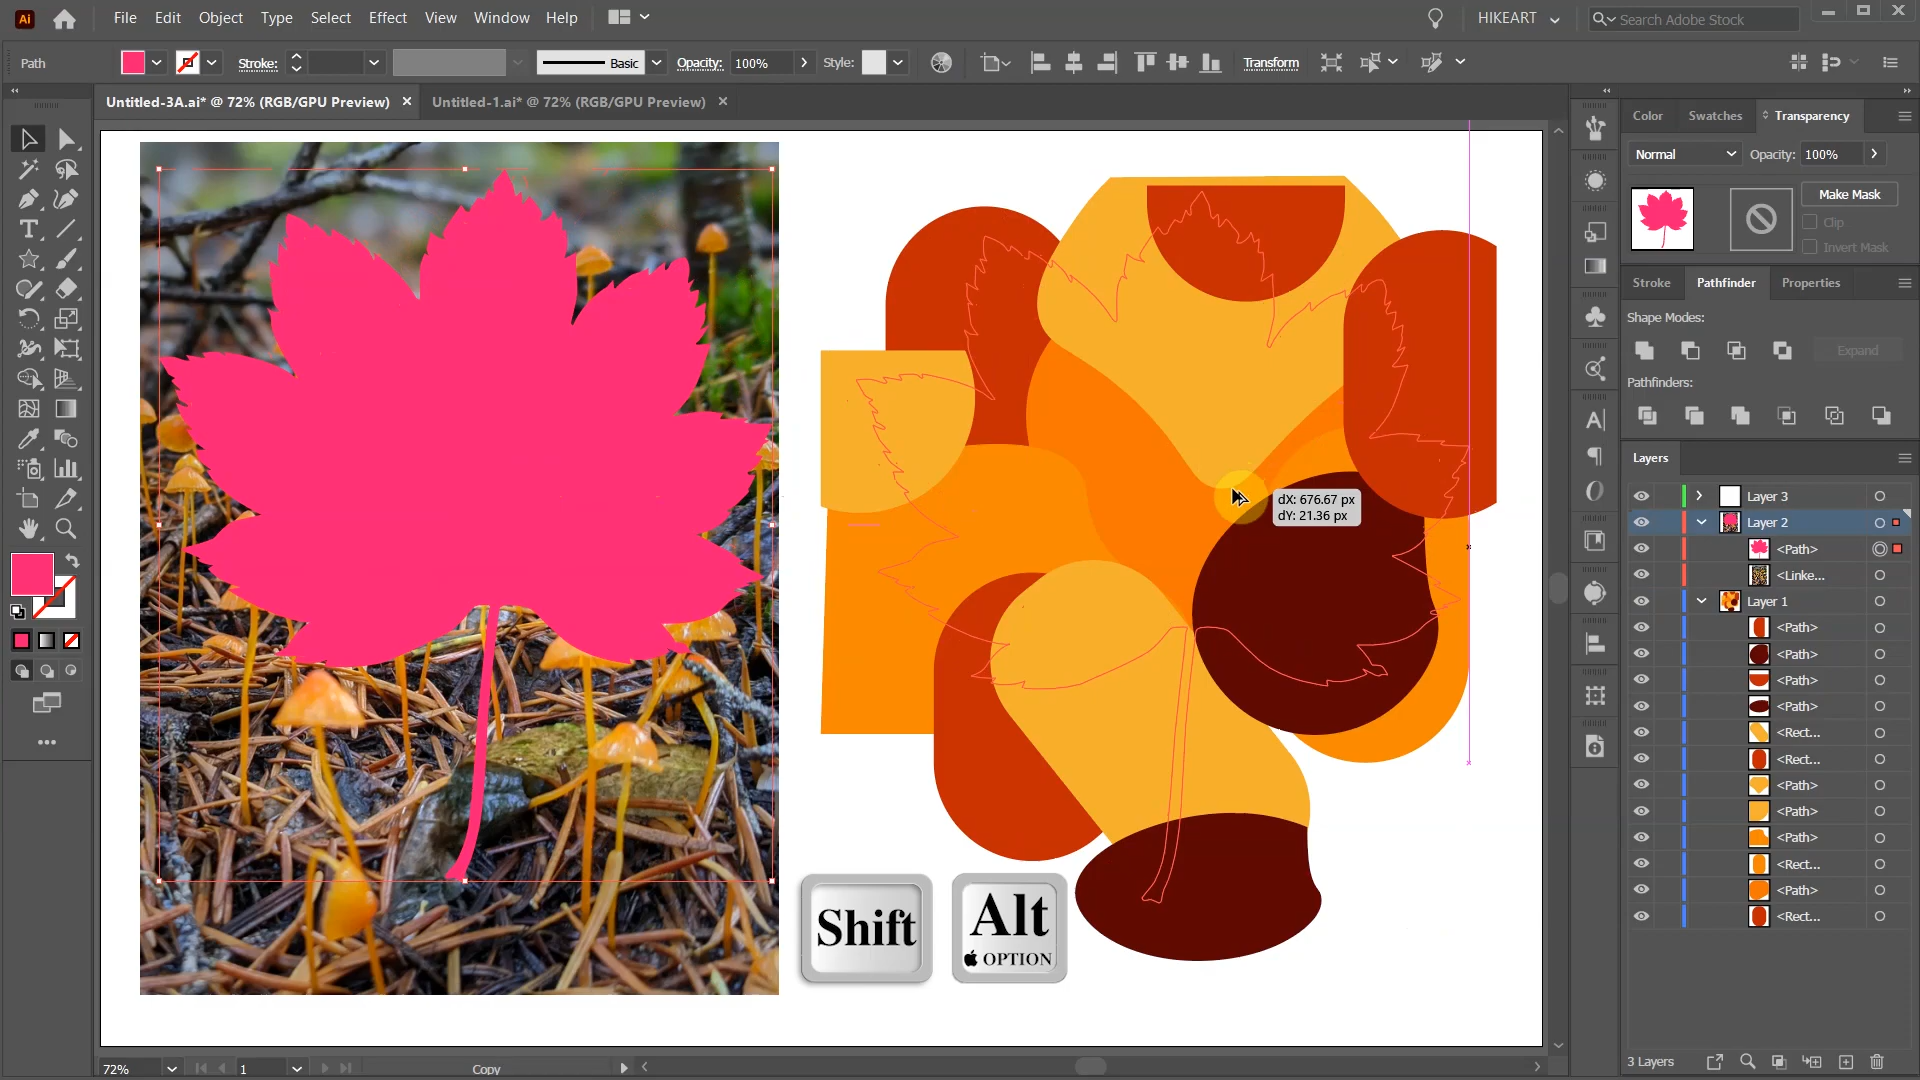 Ai
File Edit Object Type Select Effect View Window Help
HIKEART
Search Adobe Stock
Path
Stroke:
Basic
Opacity: 100%
Style:
Transform
Untitled-3A.ai* @ 72% (RGB/GPU Preview) ×
Untitled-1.ai* @ 72% (RGB/GPU Preview) ×
Color Swatches Transparency
Normal
Opacity: 100%
Make Mask
Clip
Invert Mask
Stroke Pathfinder Properties
Shape Modes:
Expand
Pathfinders:
Layers
Layer 3
Layer 2
<Path>
<Linke...
Layer 1
<Path>
<Path>
<Path>
<Path>
<Rect...
<Rect...
<Path>
<Path>
<Path>
<Rect...
<Path>
<Rect...
3 Layers
dX: 676.67 px
dY: 21.36 px
Shift
Alt
OPTION
72%
1
Copy